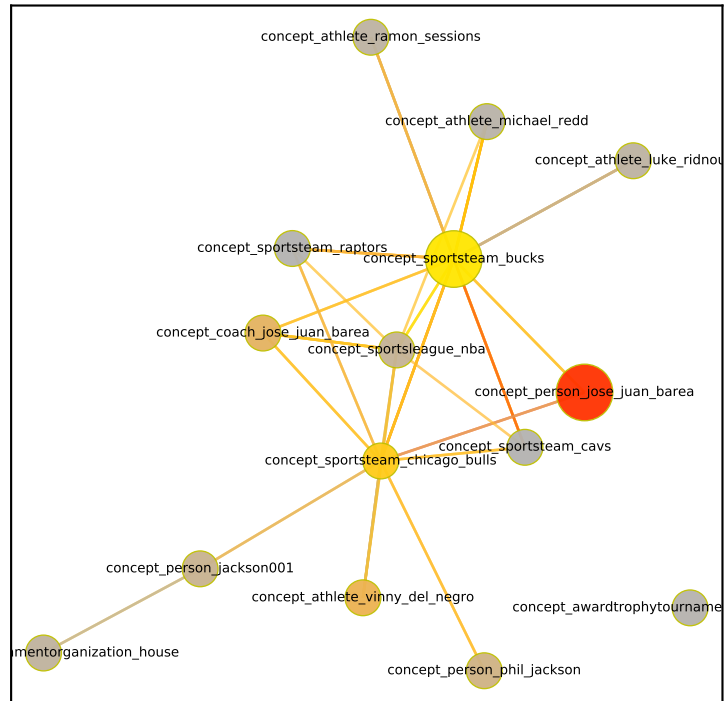 concept_athlete_ramon_sessions
concept_athlete_michael_redd
concept_athlete_luke_ridnou
concept_sportsteam_raptors
concept_sportsteam_bucks
concept_coach_jose_juan_barea
concept_sportsleague_nba
concept_person_jose_juan_barea
concept_sportsteam_cavs
concept_sportsteam_chicago_bulls
concept_person_jackson001
concept_athlete_vinny_del_negro
concept_awardtrophytourname
mentorganization_house
concept_person_phil_jackson